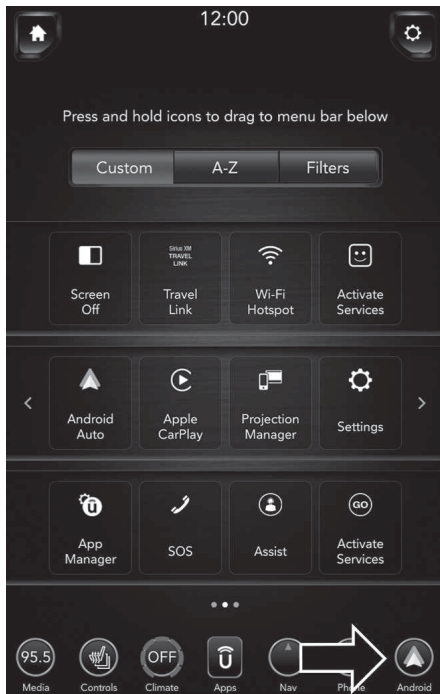 12:00
Press and hold icons to drag to menu bar below
Custom A-Z Filters
Sirius XM
TRAVEL
LINK
Screen
Off
Travel
Link
Wi-Fi
Hotspot
Activate
Services
Android
Auto
Apple
CarPlay
Projection
Manager
Settings
App
Manager
SOS
Assist
GO
Activate
Services
95.5
OFF
Media Controls Climate Apps Nav Phone Android